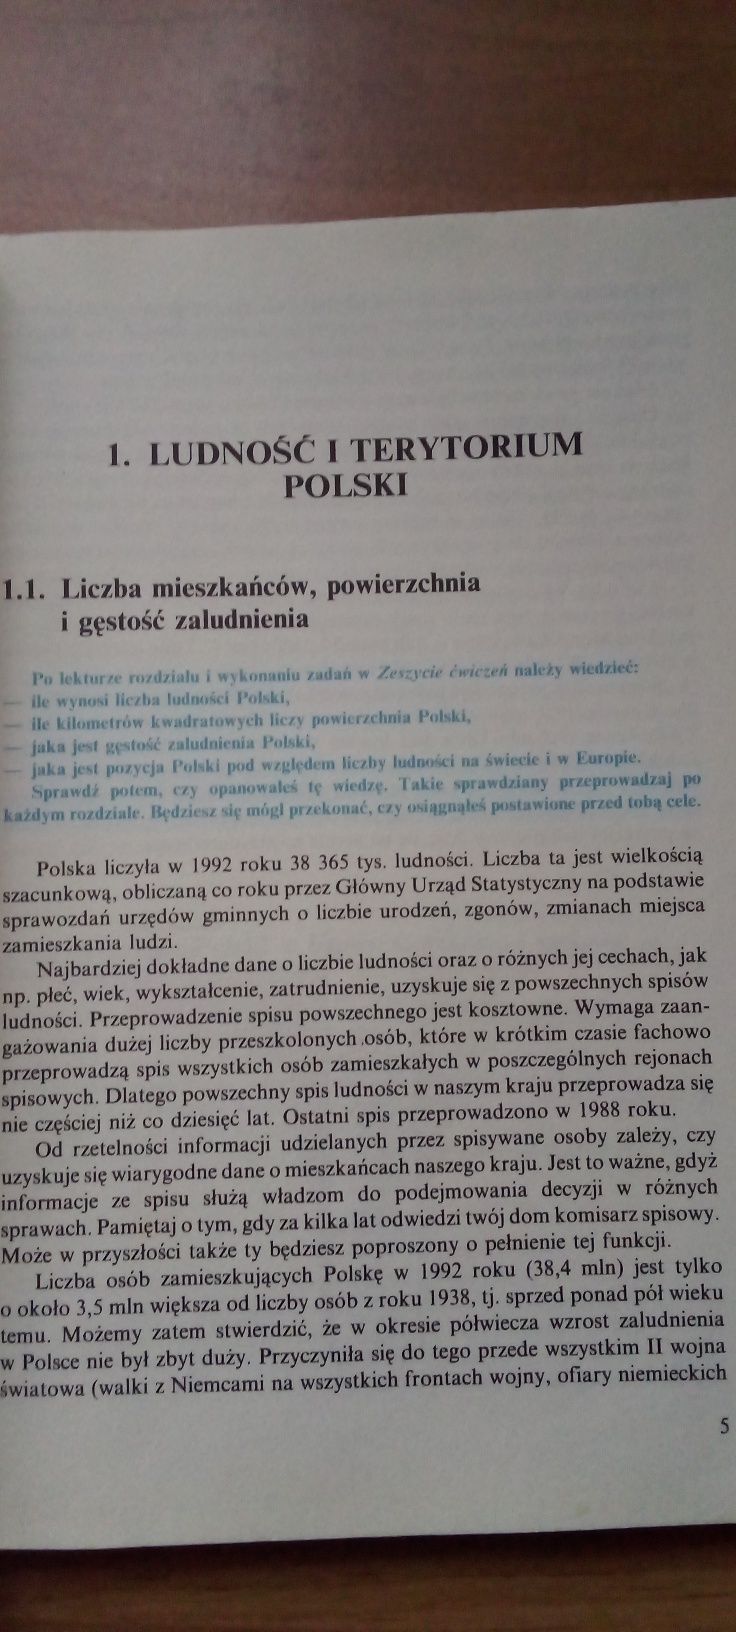 1. LUDNOŚĆ I TERYTORIUM
POLSKI
1.1. Liczba mieszkańców, powierzchnia
i gęstość zaludnienia
Po lekturze rozdziału i wykonaniu zadań w Zeszycie ćwiczeń należy wiedzieć:
— ile wynosi liczba ludności Polski,
— ile kilometrów kwadratowych liczy powierzchnia Polski,
— jaka jest gęstość zaludnienia Polski,
— jaka jest pozycja Polski pod względem liczby ludności na świecie i w Europie.
Sprawdź potem, czy opanowałeś tę wiedzę. Takie sprawdziany przeprowadzaj po
każdym rozdziale. Będziesz się mógł przekonać, czy osiągnąłeś postawione przed tobą cele.
Polska liczyła w 1992 roku 38 365 tys. ludności. Liczba ta jest wielkością
szacunkową, obliczaną co roku przez Główny Urząd Statystyczny na podstawie
sprawozdań urzędów gminnych o liczbie urodzeń, zgonów, zmianach miejsca
zamieszkania ludzi.
Najbardziej dokładne dane o liczbie ludności oraz o różnych jej cechach, jak
np. płeć, wiek, wykształcenie, zatrudnienie, uzyskuje się z powszechnych spisów
ludności. Przeprowadzenie spisu powszechnego jest kosztowne. Wymaga zaan-
gażowania dużej liczby przeszkolonych osób, które w krótkim czasie fachowo
przeprowadzą spis wszystkich osób zamieszkałych w poszczególnych rejonach
spisowych. Dlatego powszechny spis ludności w naszym kraju przeprowadza się
nie częściej niż co dziesięć lat. Ostatni spis przeprowadzono w 1988 roku.
Od rzetelności informacji udzielanych przez spisywane osoby zależy, czy
uzyskuje się wiarygodne dane o mieszkańcach naszego kraju. Jest to ważne, gdyż
informacje ze spisu służą władzom do podejmowania decyzji w różnych
sprawach. Pamiętaj o tym, gdy za kilka lat odwiedzi twój dom komisarz spisowy.
Może w przyszłości także ty będziesz poproszony o pełnienie tej funkcji.
Liczba osób zamieszkujących Polskę w 1992 roku (38,4 mln) jest tylko
o około 3,5 mln większa od liczby osób z roku 1938, tj. sprzed ponad pół wieku
temu. Możemy zatem stwierdzić, że w okresie półwiecza wzrost zaludnienia
w Polsce nie był zbyt duży. Przyczyniła się do tego przede wszystkim II wojna
światowa (walki z Niemcami na wszystkich frontach wojny, ofiary niemieckich
5